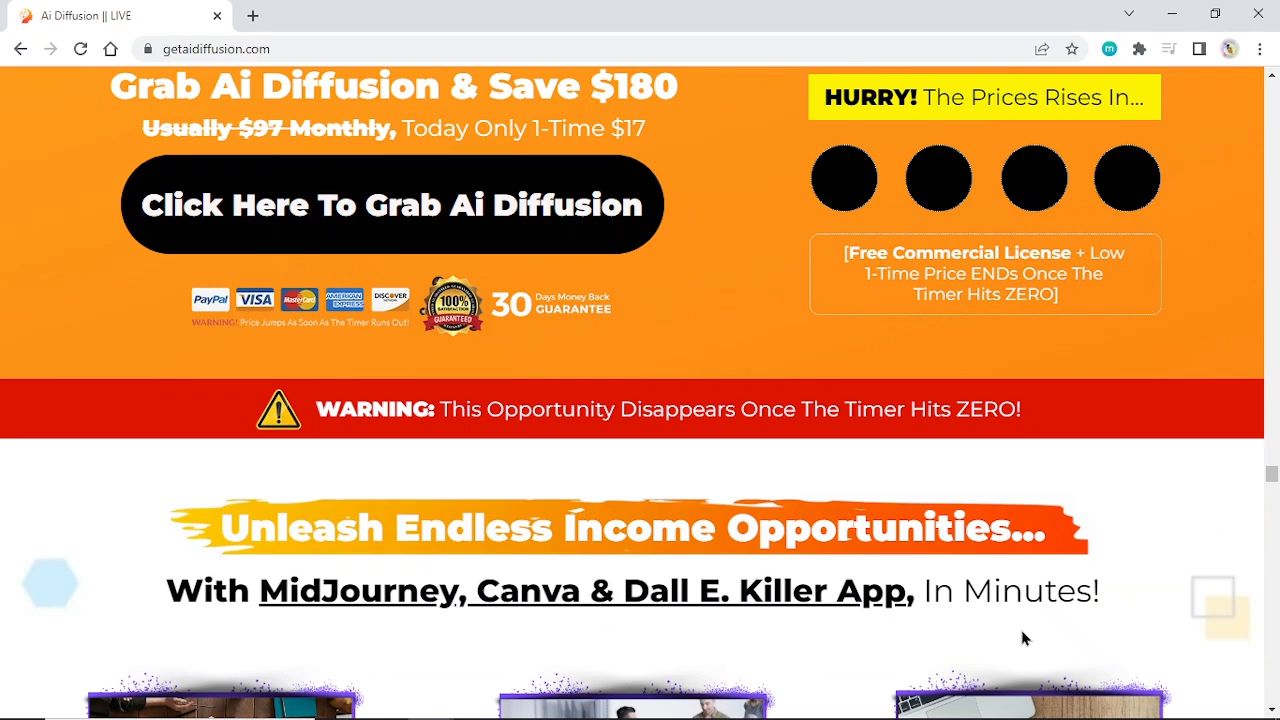 Ai Diffusion || LIVE
getaidiffusion.com
m
Grab Ai Diffusion & Save $180
Usually $97 Monthly, Today Only 1-Time $17
Click Here To Grab Ai Diffusion
PayPal VISA MasterCard AMERICAN EXPRESS DISCOVER
WARNING! Price Jumps As Soon As The Timer Runs Out!
100%
SATISFACTION
GUARANTEED
30 Days Money Back
GUARANTEE
HURRY! The Prices Rises In...
[Free Commercial License + Low
1-Time Price ENDs Once The
Timer Hits ZERO]
WARNING: This Opportunity Disappears Once The Timer Hits ZERO!
Unleash Endless Income Opportunities...
With MidJourney, Canva & Dall E. Killer App, In Minutes!